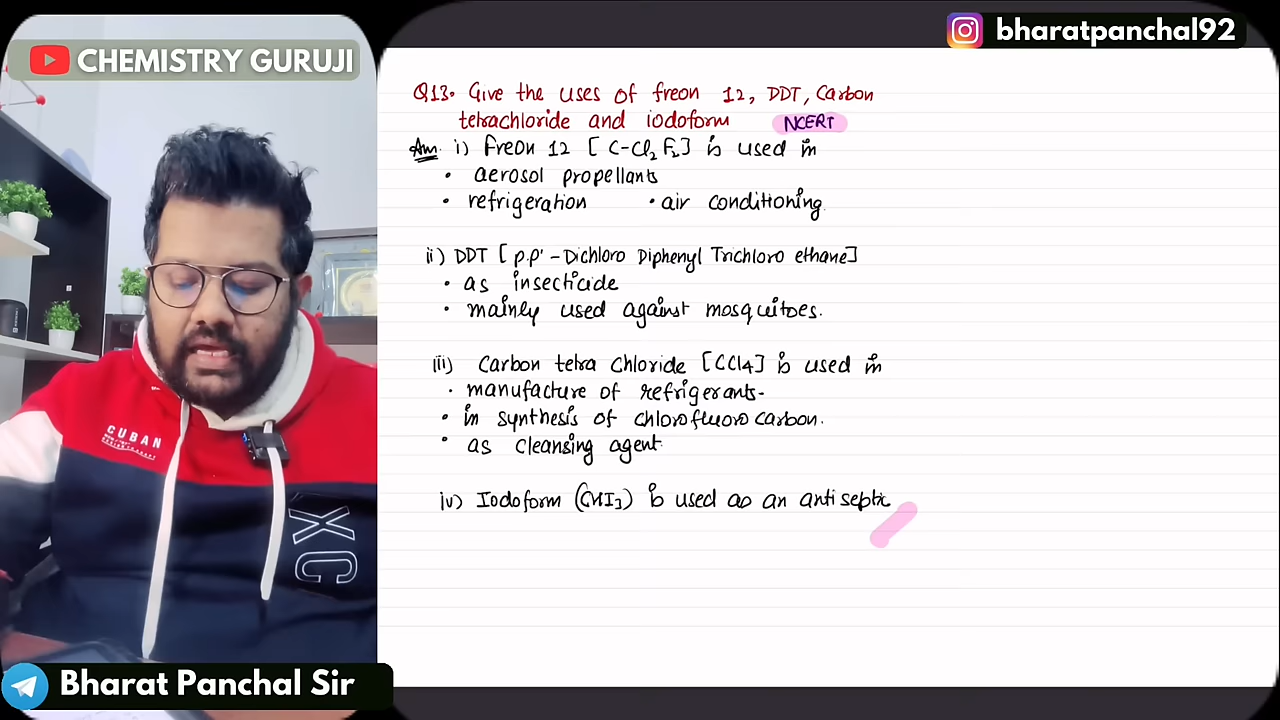 bharatpanchal92
CHEMISTRY GURUJI
Q13. Give the uses of freon 12, DDT, Carbon
tetrachloride and iodoform NCERT
Ans i) Freon 12 [C-Cl2F2] is used in
• aerosol propellants
• refrigeration • air conditioning.
ii) DDT [p.p' - Dichloro Diphenyl Trichloro ethane]
• as insecticide
• mainly used against mosquitoes.
iii) Carbon tetra Chloride [CCl4] is used in
• manufacture of refrigerants.
• in synthesis of chlorofluoro carbon.
• as cleansing agent.
iv) Iodoform (CHI3) is used as an antiseptic
CUBAN
XC
Bharat Panchal Sir